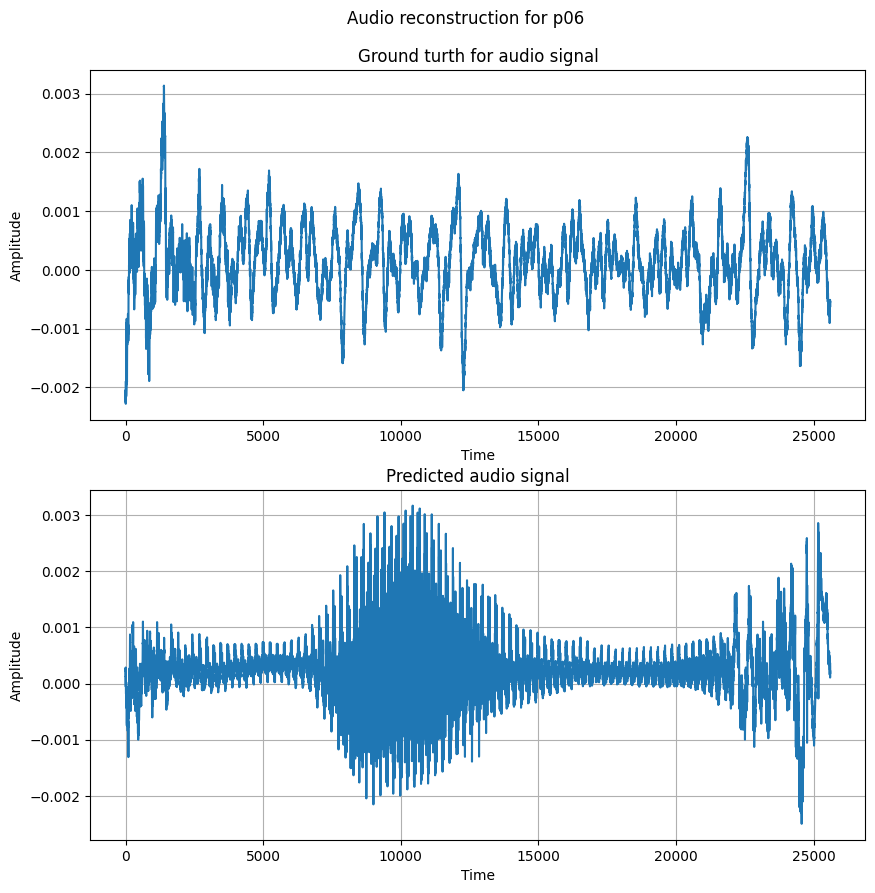 Audio reconstruction for p06
Ground turth for audio signal
0.003
0.002
0.001
0.000
−0.001
−0.002
Amplitude
0 5000 10000 15000 20000 25000
Time
Predicted audio signal
0.003
0.002
0.001
0.000
−0.001
−0.002
Amplitude
0 5000 10000 15000 20000 25000
Time